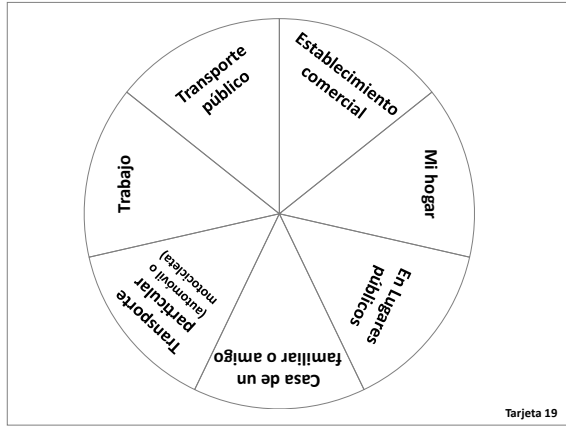 Establecimiento
comercial
Mi hogar
En Lugares
públicos
Casa de un
familiar o amigo
Transporte
particular
(automóvil o
motocicleta)
Trabajo
Transporte
público
Tarjeta 19